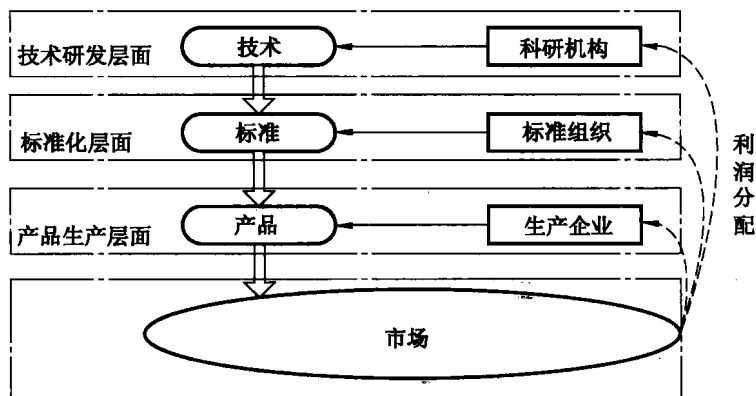 技术研发层面
技术
科研机构
标准化层面
标准
标准组织
产品生产层面
产品
生产企业
市场
利润分配